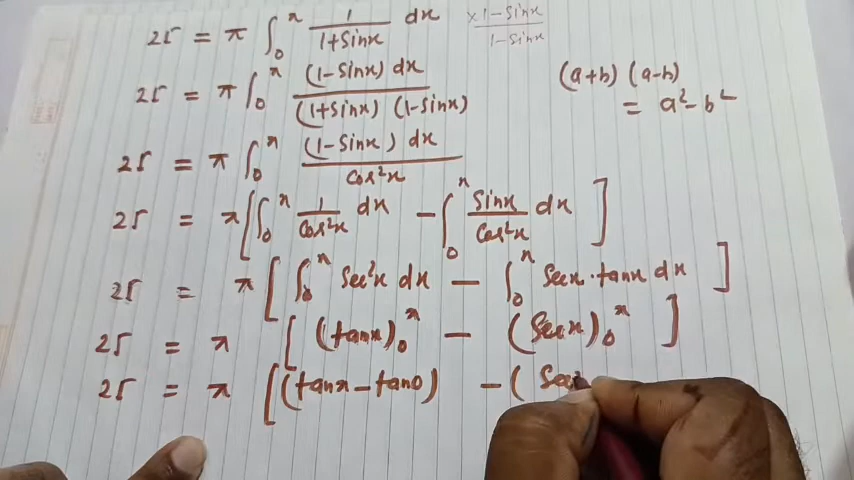 2I = π ∫₀^π 1/(1+sinx) dx   × (1-sinx)/(1-sinx)
2I = π ∫₀^π (1-sinx) dx / (1+sinx) (1-sinx)   (a+b) (a-b)
= a² - b²
2I = π ∫₀^π (1-sinx) dx / cos²x
2I = π [∫₀^π 1/cos²x dx - ∫₀^π sinx/cos²x dx]
2I = π [∫₀^π sec²x dx - ∫₀^π secx·tanx dx]
2I = π [(tanx)₀^π - (secx)₀^π]
2I = π [(tanπ - tan0) - (sec